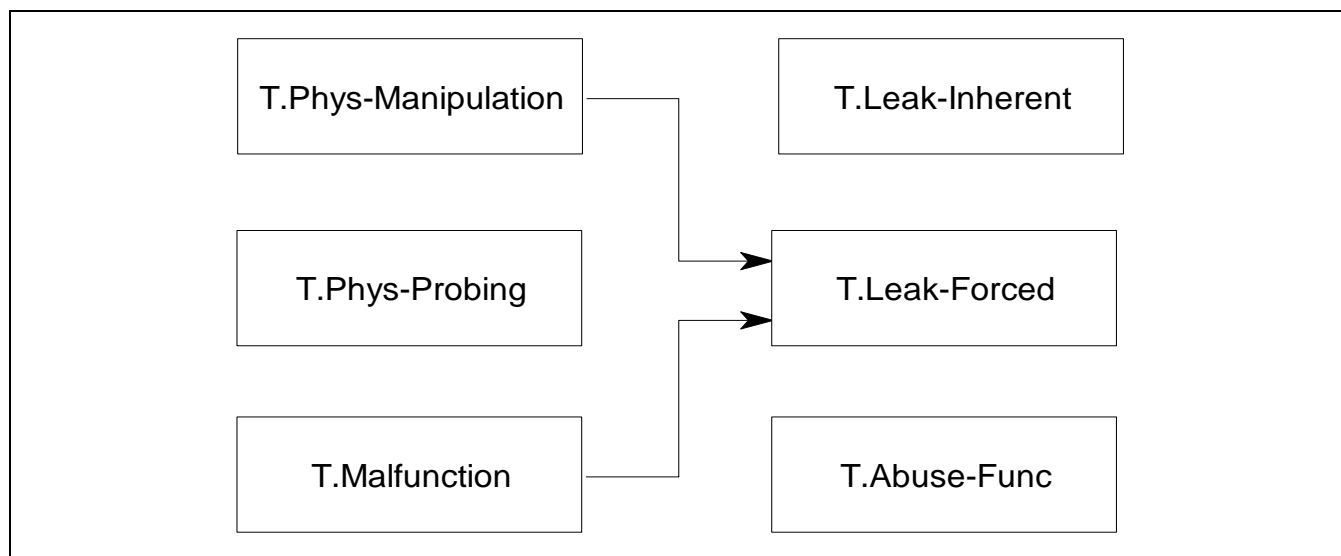 T.Phys-Manipulation
T.Leak-Inherent
T.Phys-Probing
T.Leak-Forced
T.Malfunction
T.Abuse-Func